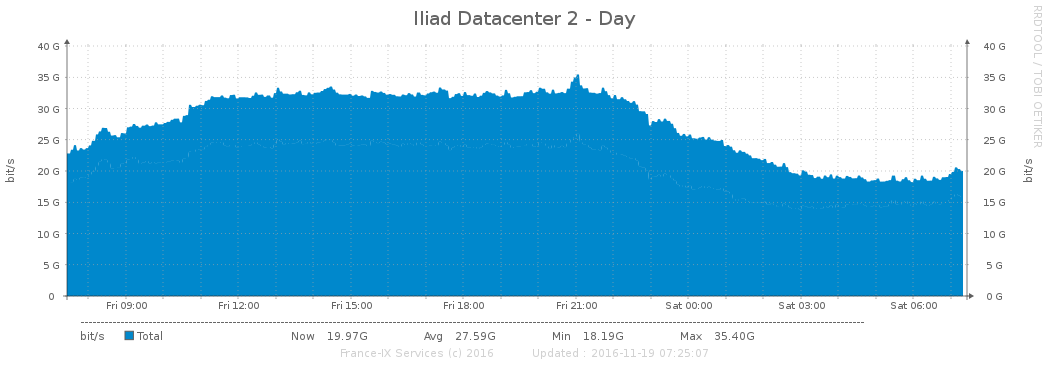 Iliad Datacenter 2 - Day
RRDTOOL / TOBI OETIKER
40 G 40 G
35 G 35 G
30 G 30 G
25 G 25 G
20 G 20 G
15 G 15 G
10 G 10 G
5 G 5 G
0 0 G
bit/s bit/s
Fri 09:00 Fri 12:00 Fri 15:00 Fri 18:00 Fri 21:00 Sat 00:00 Sat 03:00 Sat 06:00
bit/s Total Now 19.97G Avg 27.59G Min 18.19G Max 35.40G
France-IX Services (c) 2016 Updated : 2016-11-19 07:25:07